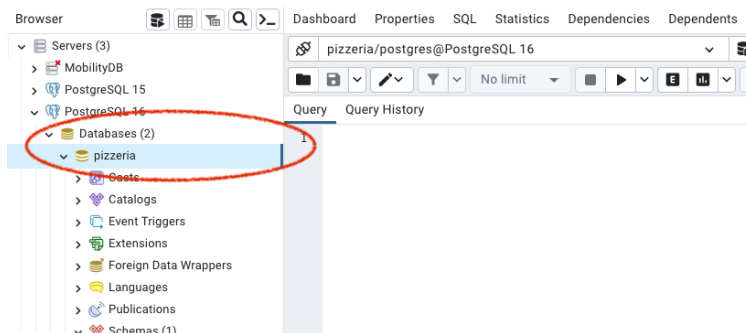 Browser
Dashboard Properties SQL Statistics Dependencies Dependents
Servers (3)
pizzeria/postgres@PostgreSQL 16
MobilityDB
PostgreSQL 15
No limit
E
PostgreSQL 16
Query Query History
Databases (2)
1
pizzeria
Casts
Catalogs
Event Triggers
Extensions
Foreign Data Wrappers
Languages
Publications
Schemas (1)